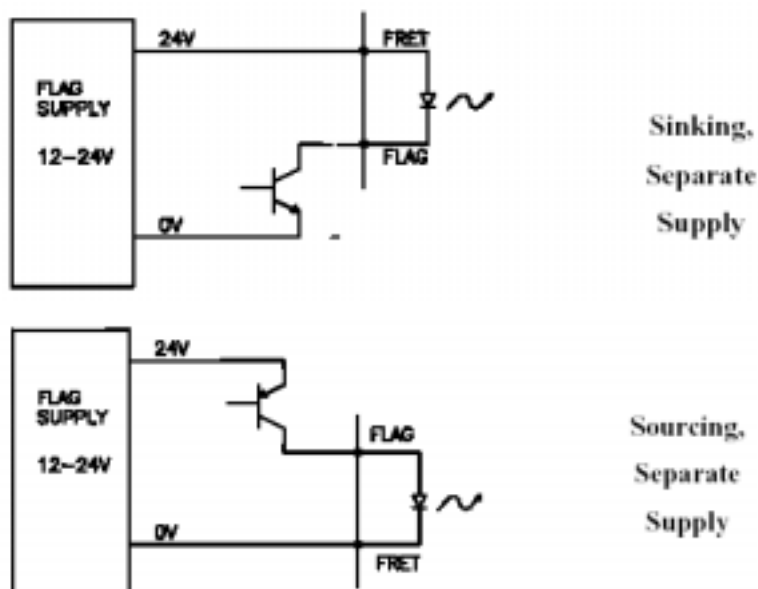 24V
FRET
FLAG
SUPPLY
12-24V
FLAG
0V
Sinking,
Separate
Supply
24V
FLAG
SUPPLY
12-24V
FLAG
0V
FRET
Sourcing,
Separate
Supply